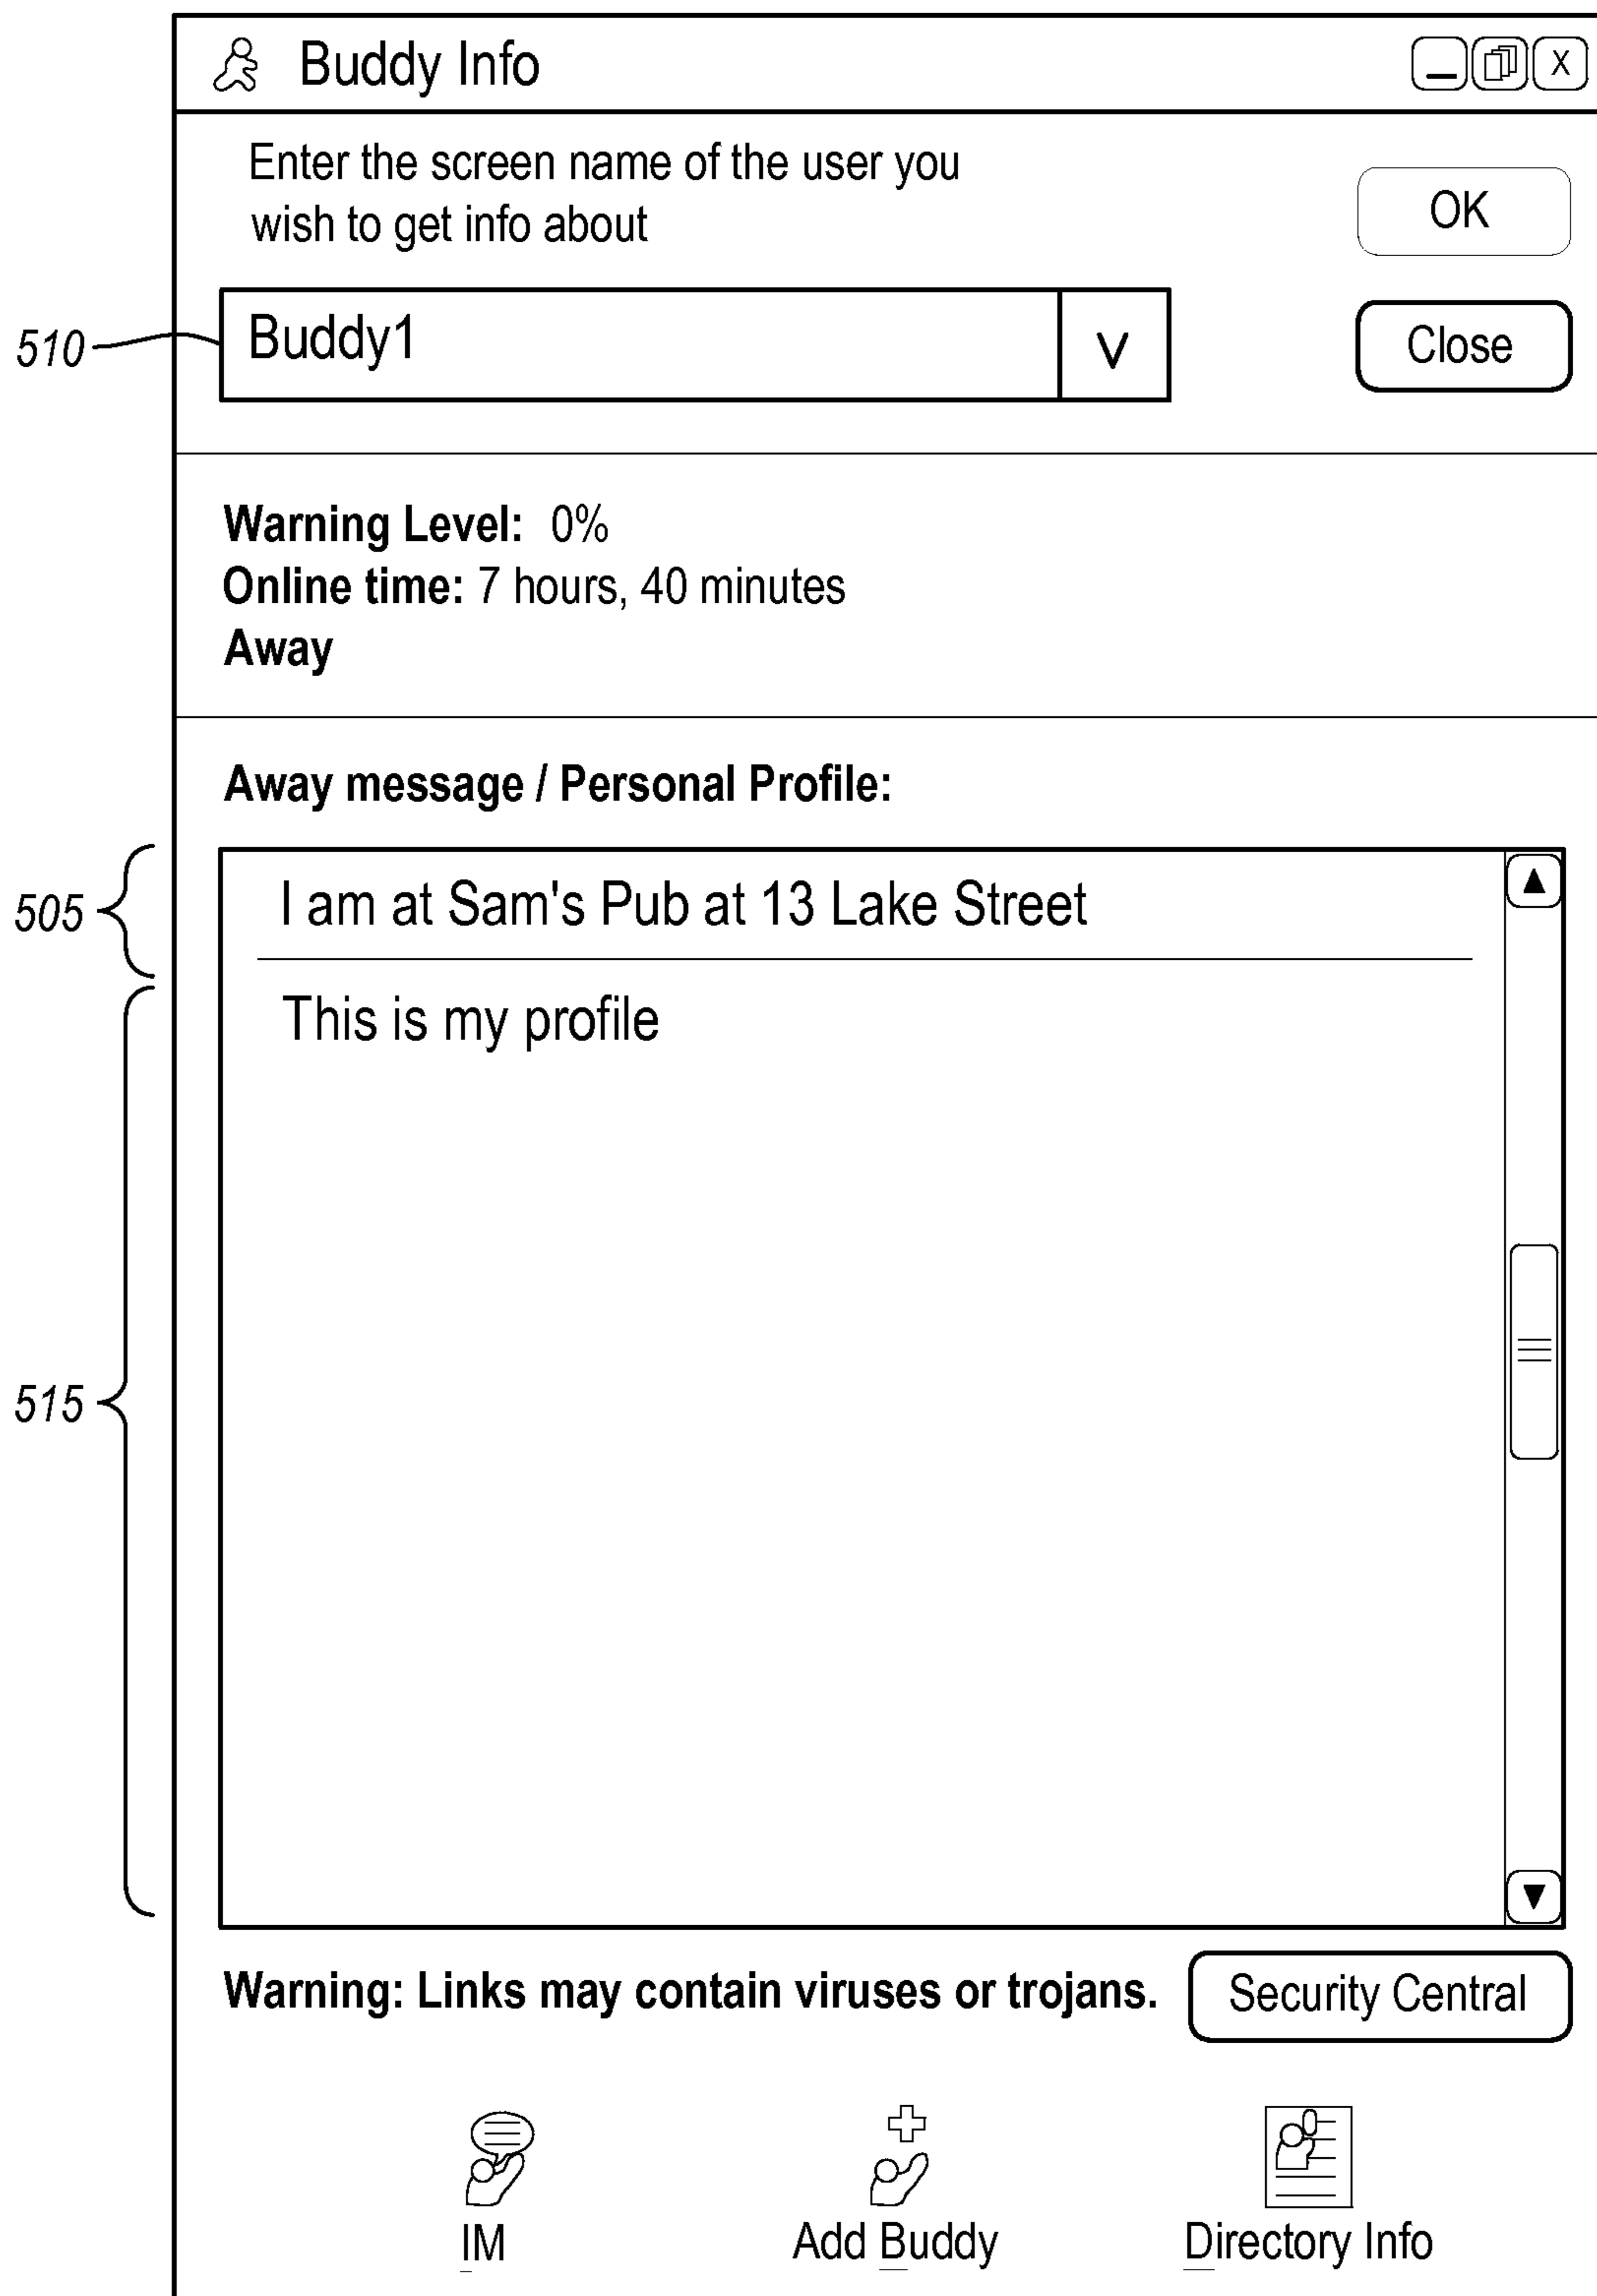 Buddy Info
X
Enter the screen name of the user you
wish to get info about
OK
510
Buddy1
V
Close
Warning Level: 0%
Online time: 7 hours, 40 minutes
Away
Away message / Personal Profile:
505
I am at Sam's Pub at 13 Lake Street
This is my profile
515
Warning: Links may contain viruses or trojans.
Security Central
IM
Add Buddy
Directory Info